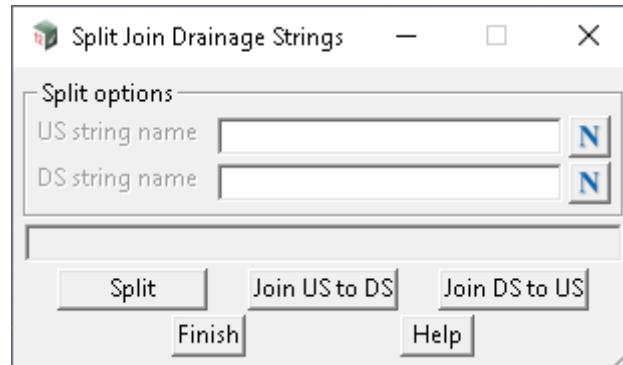 Split Join Drainage Strings
Split options
US string name N
DS string name N
Split Join US to DS Join DS to US
Finish Help